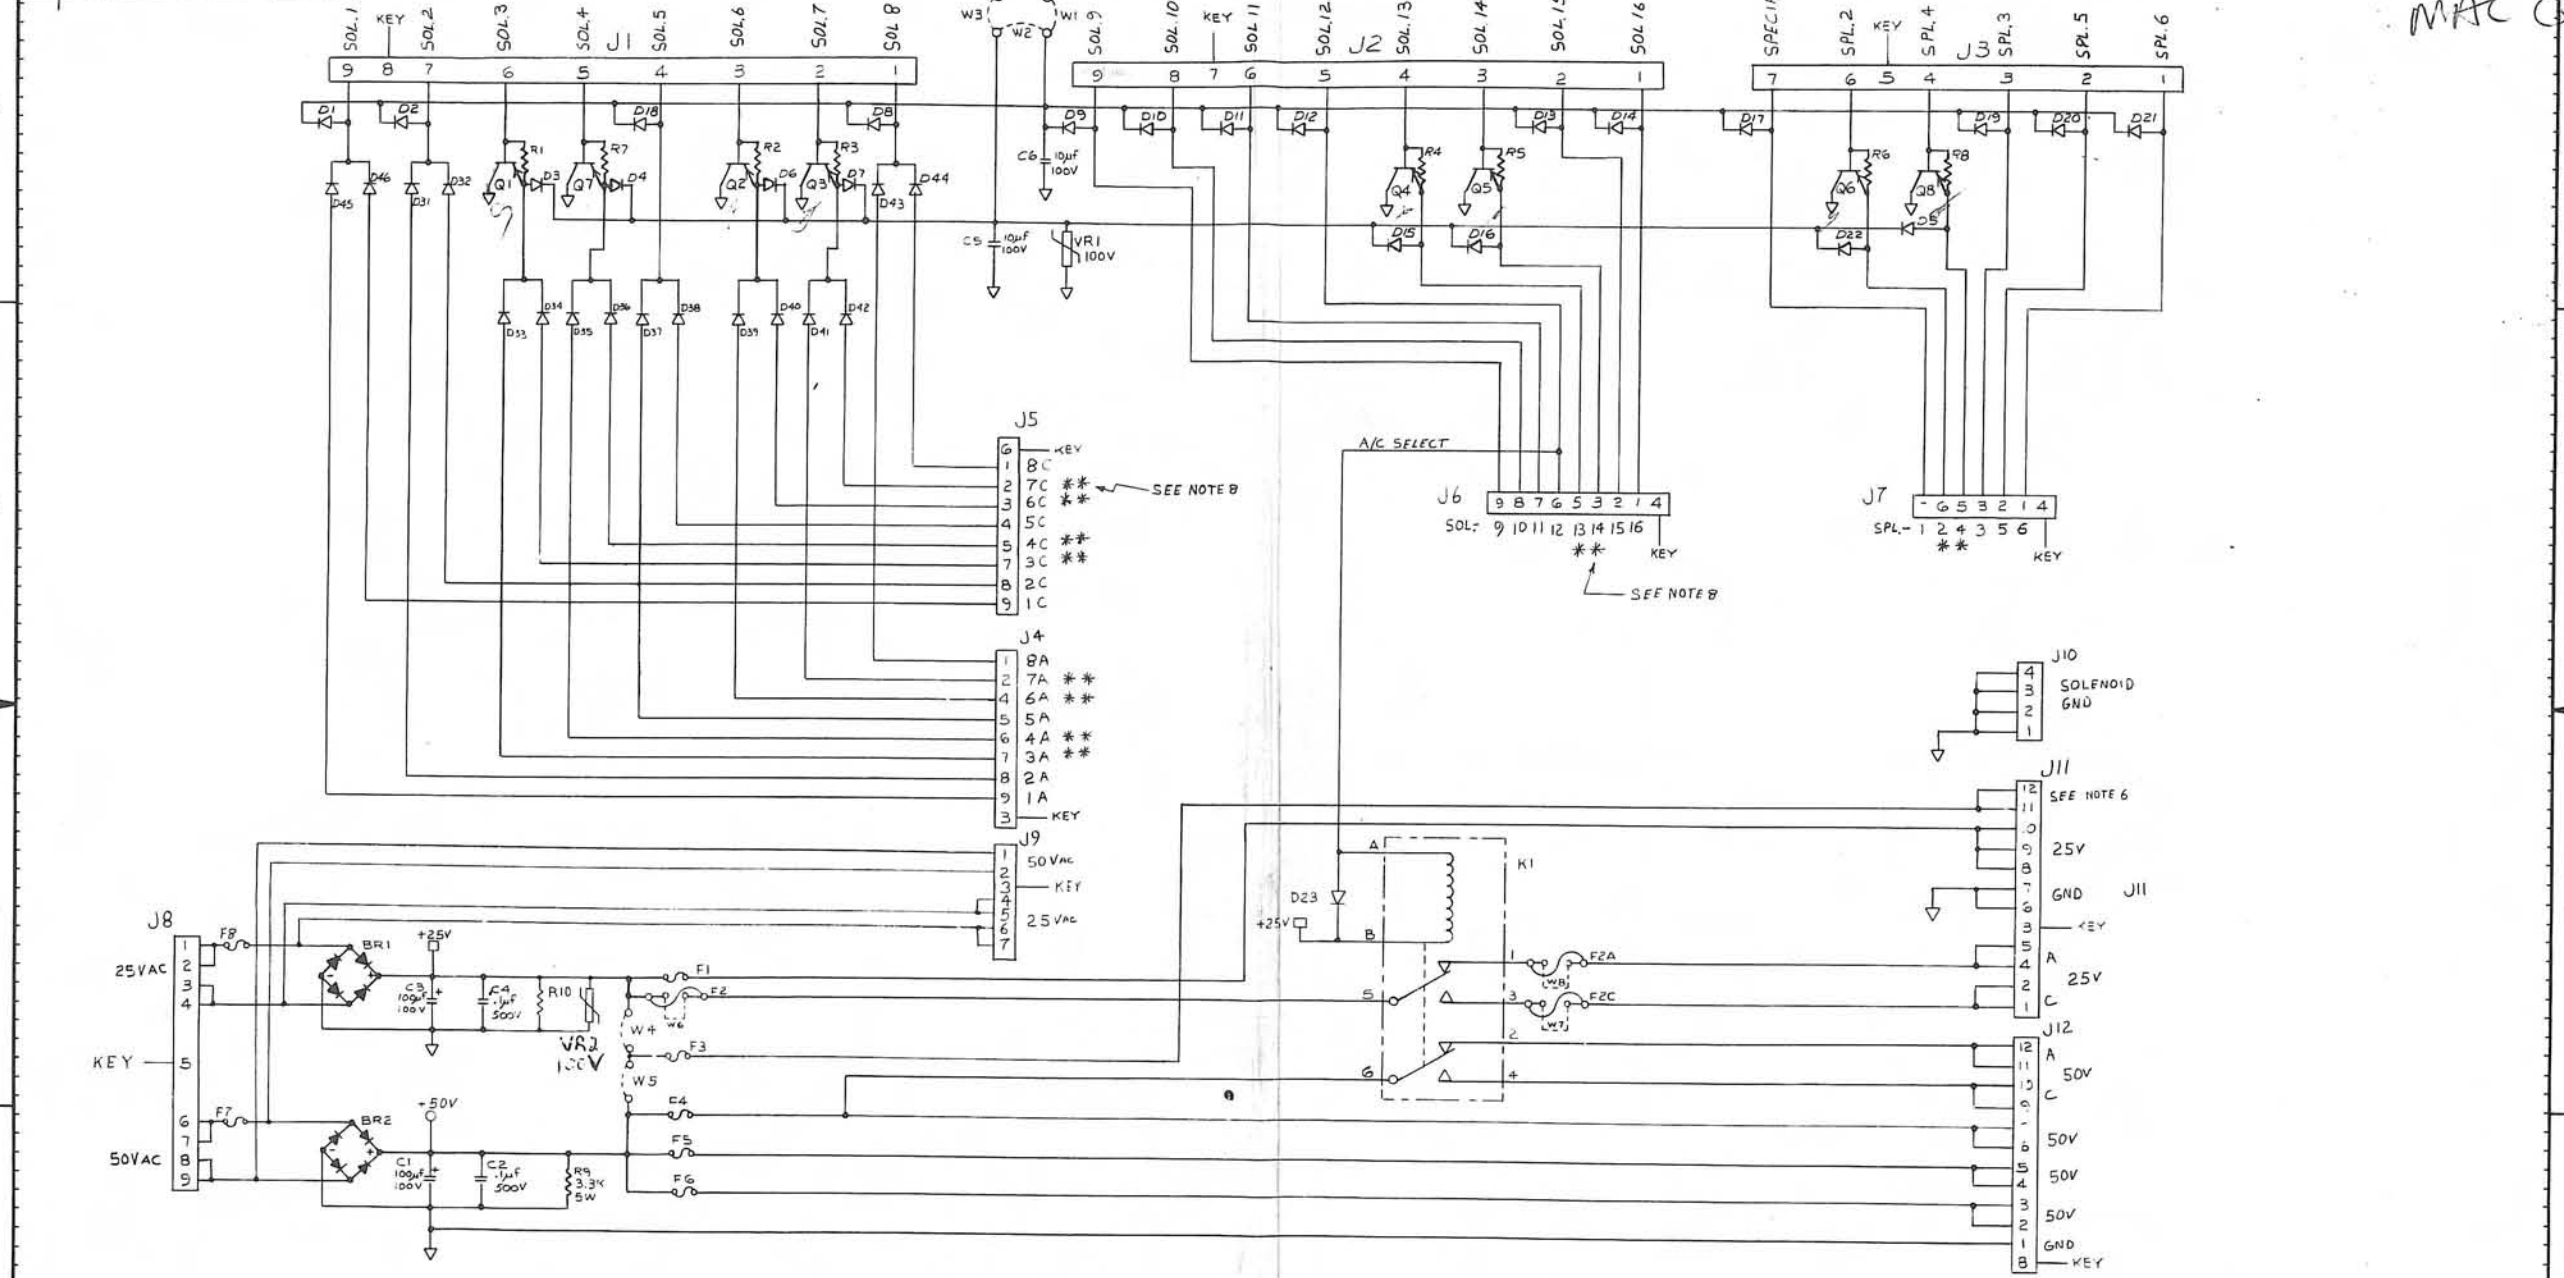 SOL.1 KEY SOL.2 SOL.3 SOL.4 J1 SOL.5 SOL.6 SOL.7 SOL 8
W3 W1 W2
SOL.9 SOL.10 KEY SOL 11 SOL.12 J2 SOL.13 SOL.14 SOL.15 SOL 16
SPL.2 KEY SPL.4 J3 SPL.3 SPL.5 SPL.6
9 8 7 6 5 4 3 2 1
9 8 7 6 5 4 3 2 1
7 6 5 4 3 2 1
D1 D2 D18 D8 D9 D10 D11 D12 D13 D14 D17 D19 D20 D21
R1 R7 R2 R3 R4 R5 R6 R8
Q1 D3 Q7 D4 Q2 D6 Q3 D7 Q4 Q5 Q6 Q8
D45 D46 D31 D32 D43 D44
C6 10µf 100V
C5 10µf 100V
VR1 100V
D15 D16 D22 D5
D33 D34 D35 D36 D37 D38 D39 D40 D41 D42
J5
6 KEY
1 8C
2 7C ** SEE NOTE 8
3 6C **
4 5C
5 4C **
7 3C **
8 2C
9 1C
A/C SELECT
J6 9 8 7 6 5 3 2 1 4
SOL- 9 10 11 12 13 14 15 16
** KEY
SEE NOTE 8
J7 6 5 3 2 1 4
SPL.- 1 2 4 3 5 6
** KEY
J4
1 8A
2 7A **
4 6A **
5 5A
6 4A **
7 3A **
8 2A
9 1A
3 KEY
J9
1 50VAC
2
3 KEY
4
5 25VAC
6
7
J10
4
3 SOLENOID
2 GND
1
J11
12 SEE NOTE 6
11
10
9 25V
8
7 GND J11
6
3 KEY
5 A
4 25V
2
1 C
J12
12 A
11 50V
10 C
9
6 50V
5 50V
4
3 50V
2
1 GND
8 KEY
J8
25VAC
1
2
3
4
KEY 5
6
7
50VAC 8
9
F8 BR1 +25V
C3 100µf 100V
C4 .1µf 500V
R10
VR2 100V
F1
F2
W6
W4
F3
W5
F4
F5
F6
F7 BR2 +50V
C1 100µf 100V
C2 .1µf 500V
R9 3.3K 5W
A K1
D23
+25V
B
5 1 F2A
W8
3 F2C
W7
2
6 4